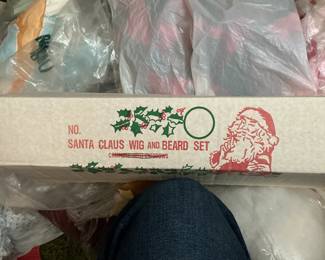 NO.
SANTA CLAUS WIG AND BEARD SET